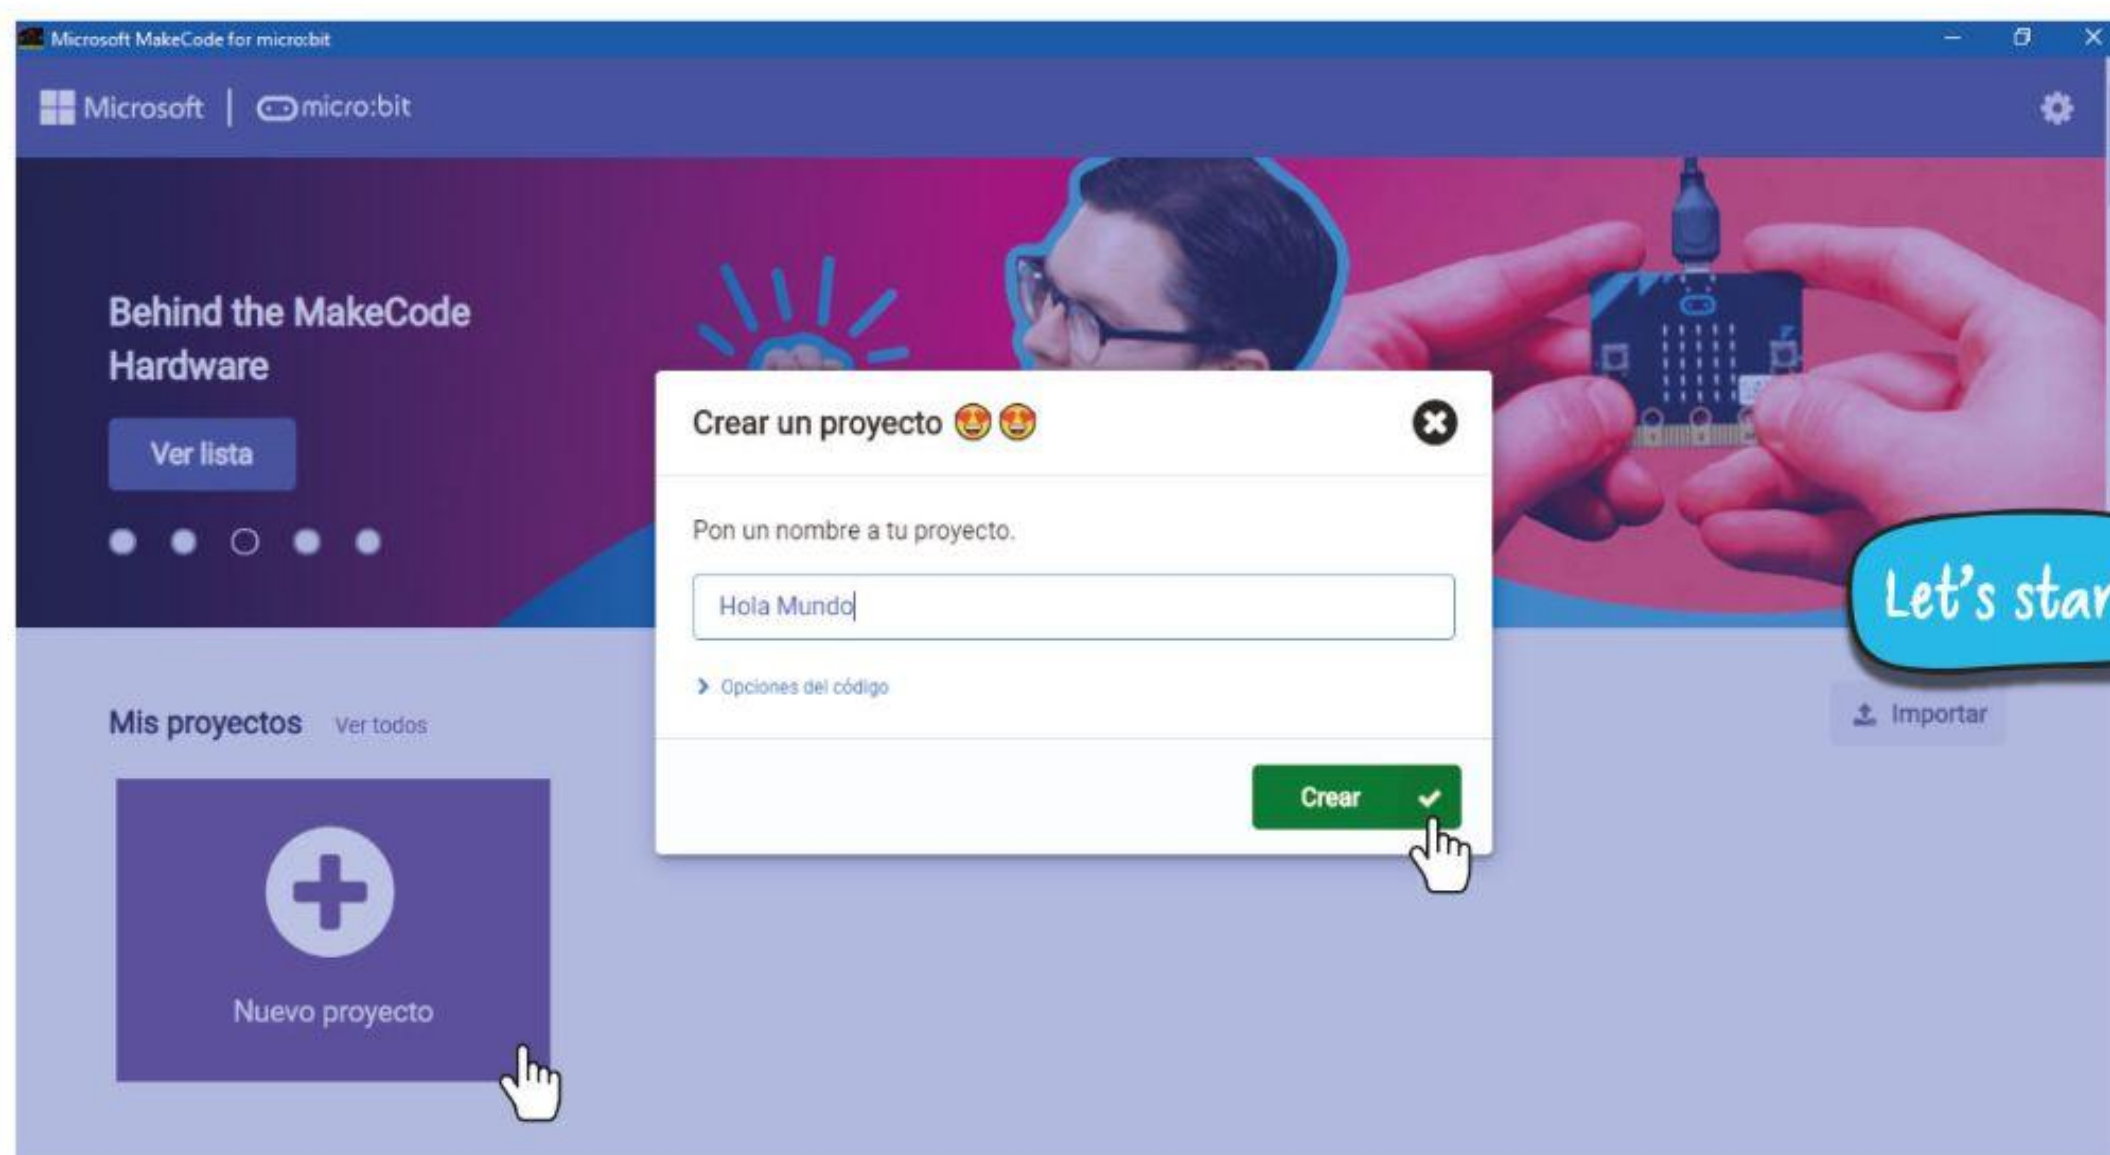 Microsoft MakeCode for micro:bit
Microsoft | micro:bit
Behind the MakeCode
Hardware
Ver lista
Crear un proyecto 😍😍
Pon un nombre a tu proyecto.
Hola Mundo
Opciones del código
Crear
Let's star
Mis proyectos Ver todos
Importar
Nuevo proyecto